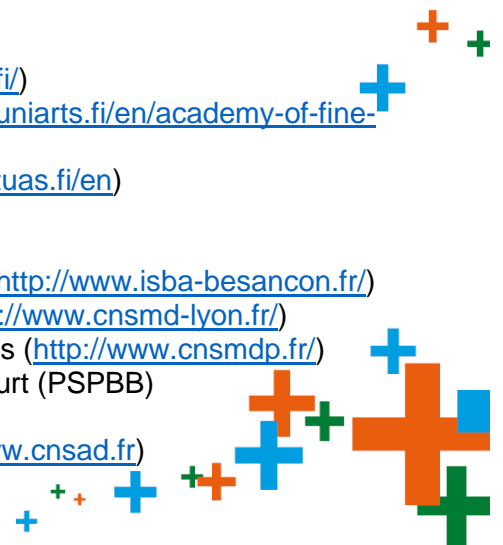 fi/)
uniarts.fi/en/academy-of-fine-
uas.fi/en)
http://www.isba-besancon.fr/)
://www.cnsmd-lyon.fr/)
s (http://www.cnsmdp.fr/)
urt (PSPBB)
w.cnsad.fr)